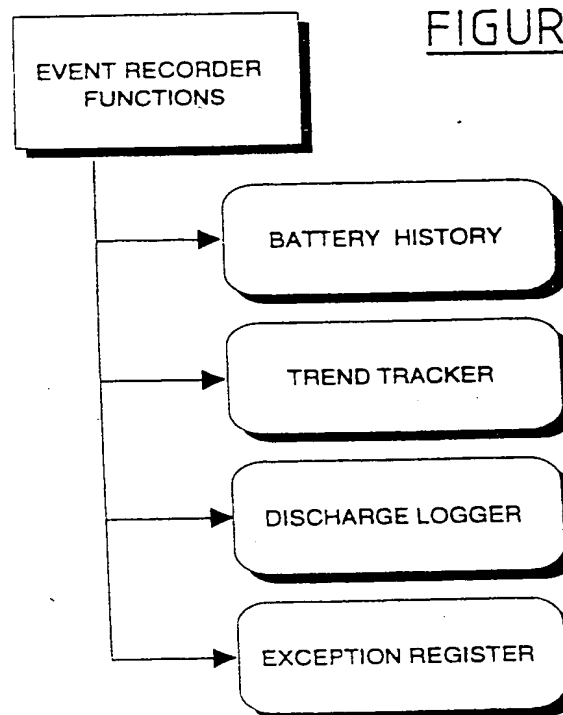 FIGUR
EVENT RECORDER
FUNCTIONS
BATTERY HISTORY
TREND TRACKER
DISCHARGE LOGGER
EXCEPTION REGISTER